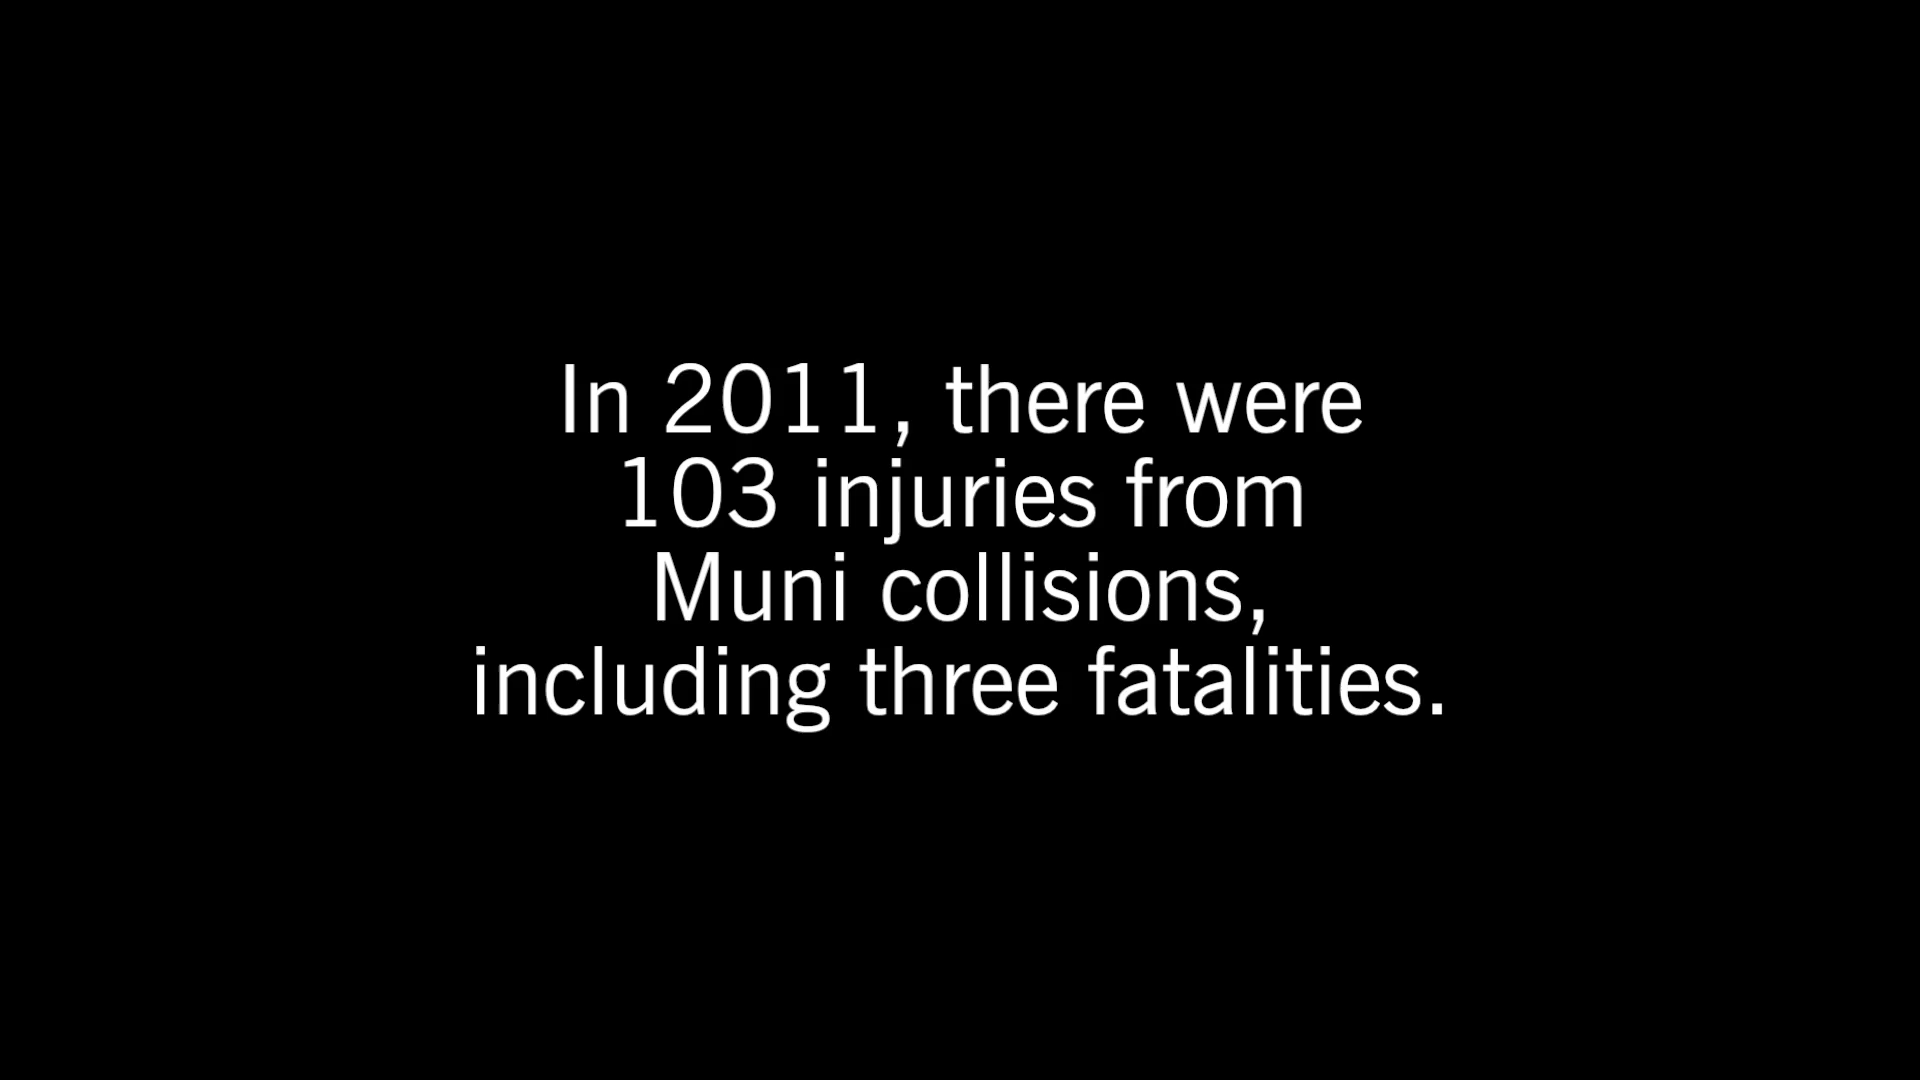 In 2011, there were
103 injuries from
Muni collisions,
including three fatalities.